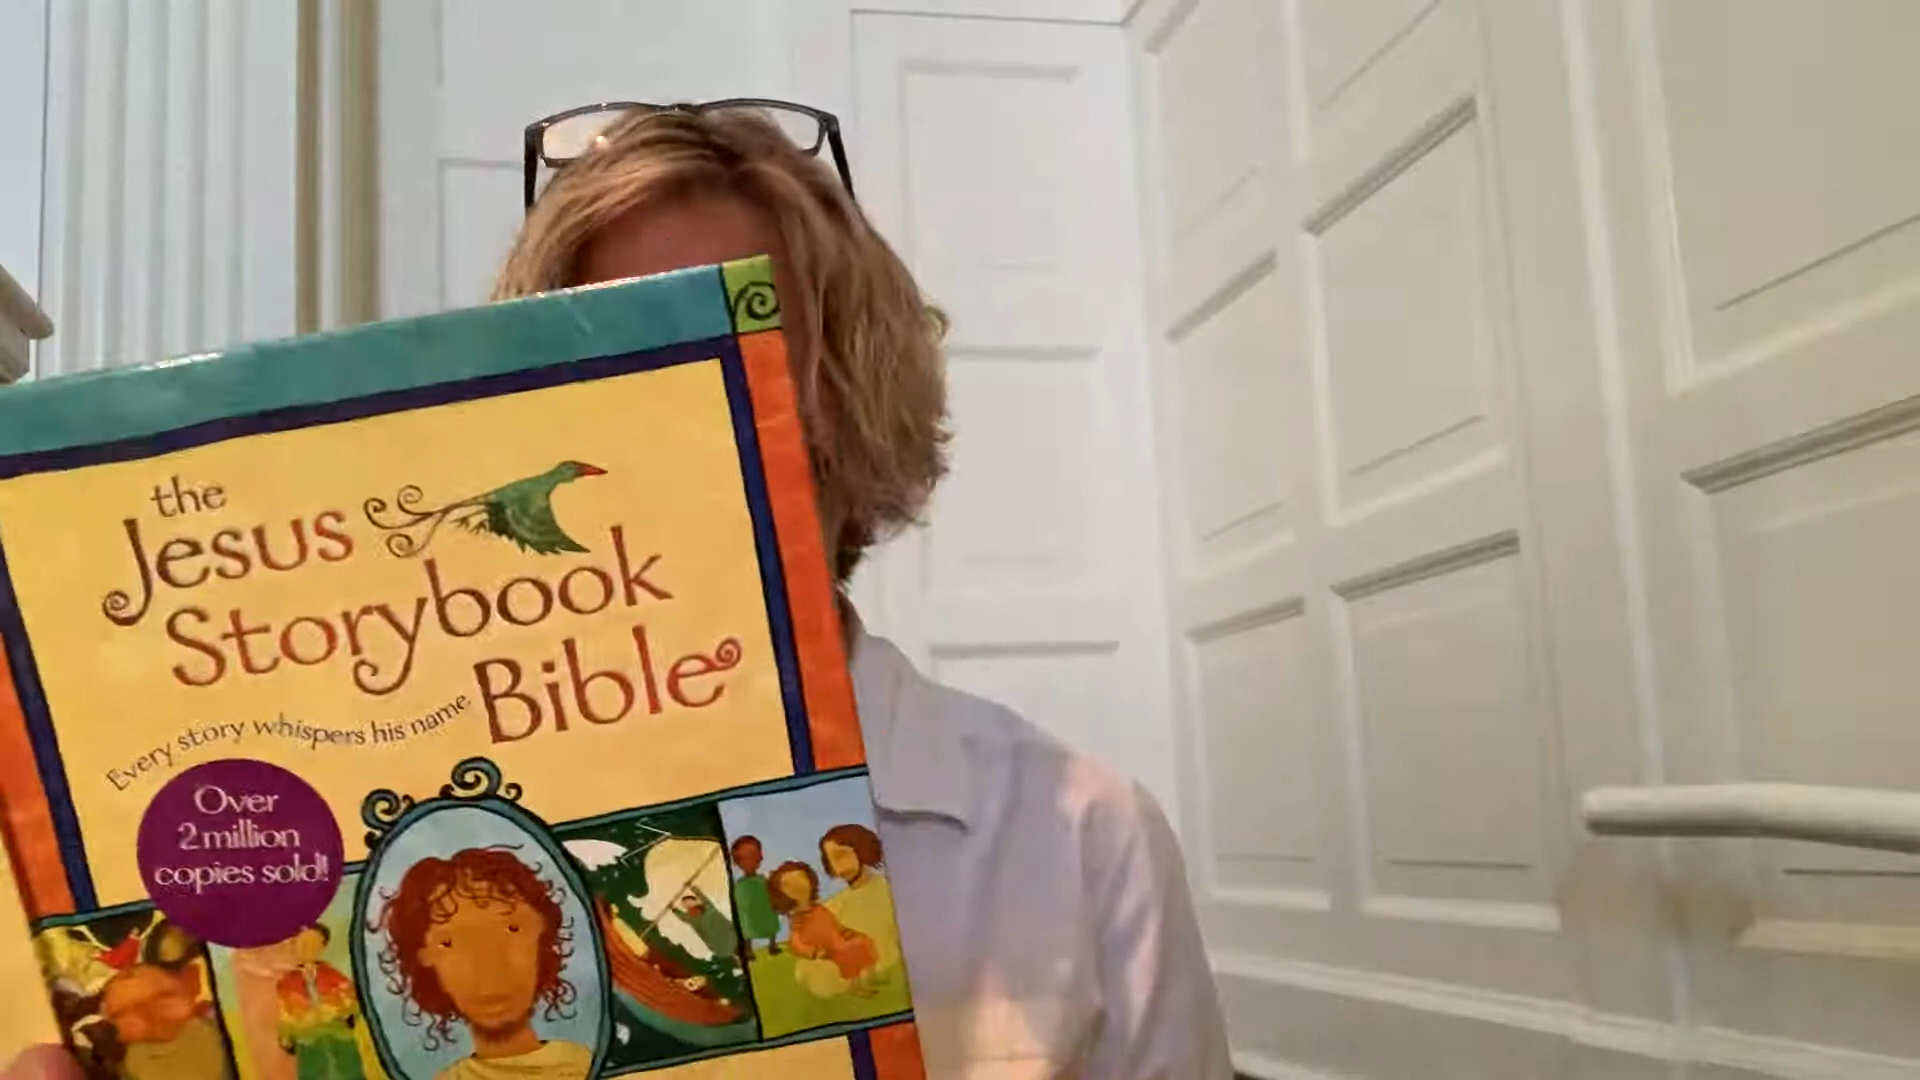 the
Jesus
Storybook
Bible
Every story whispers his name
Over
2 million
copies sold!